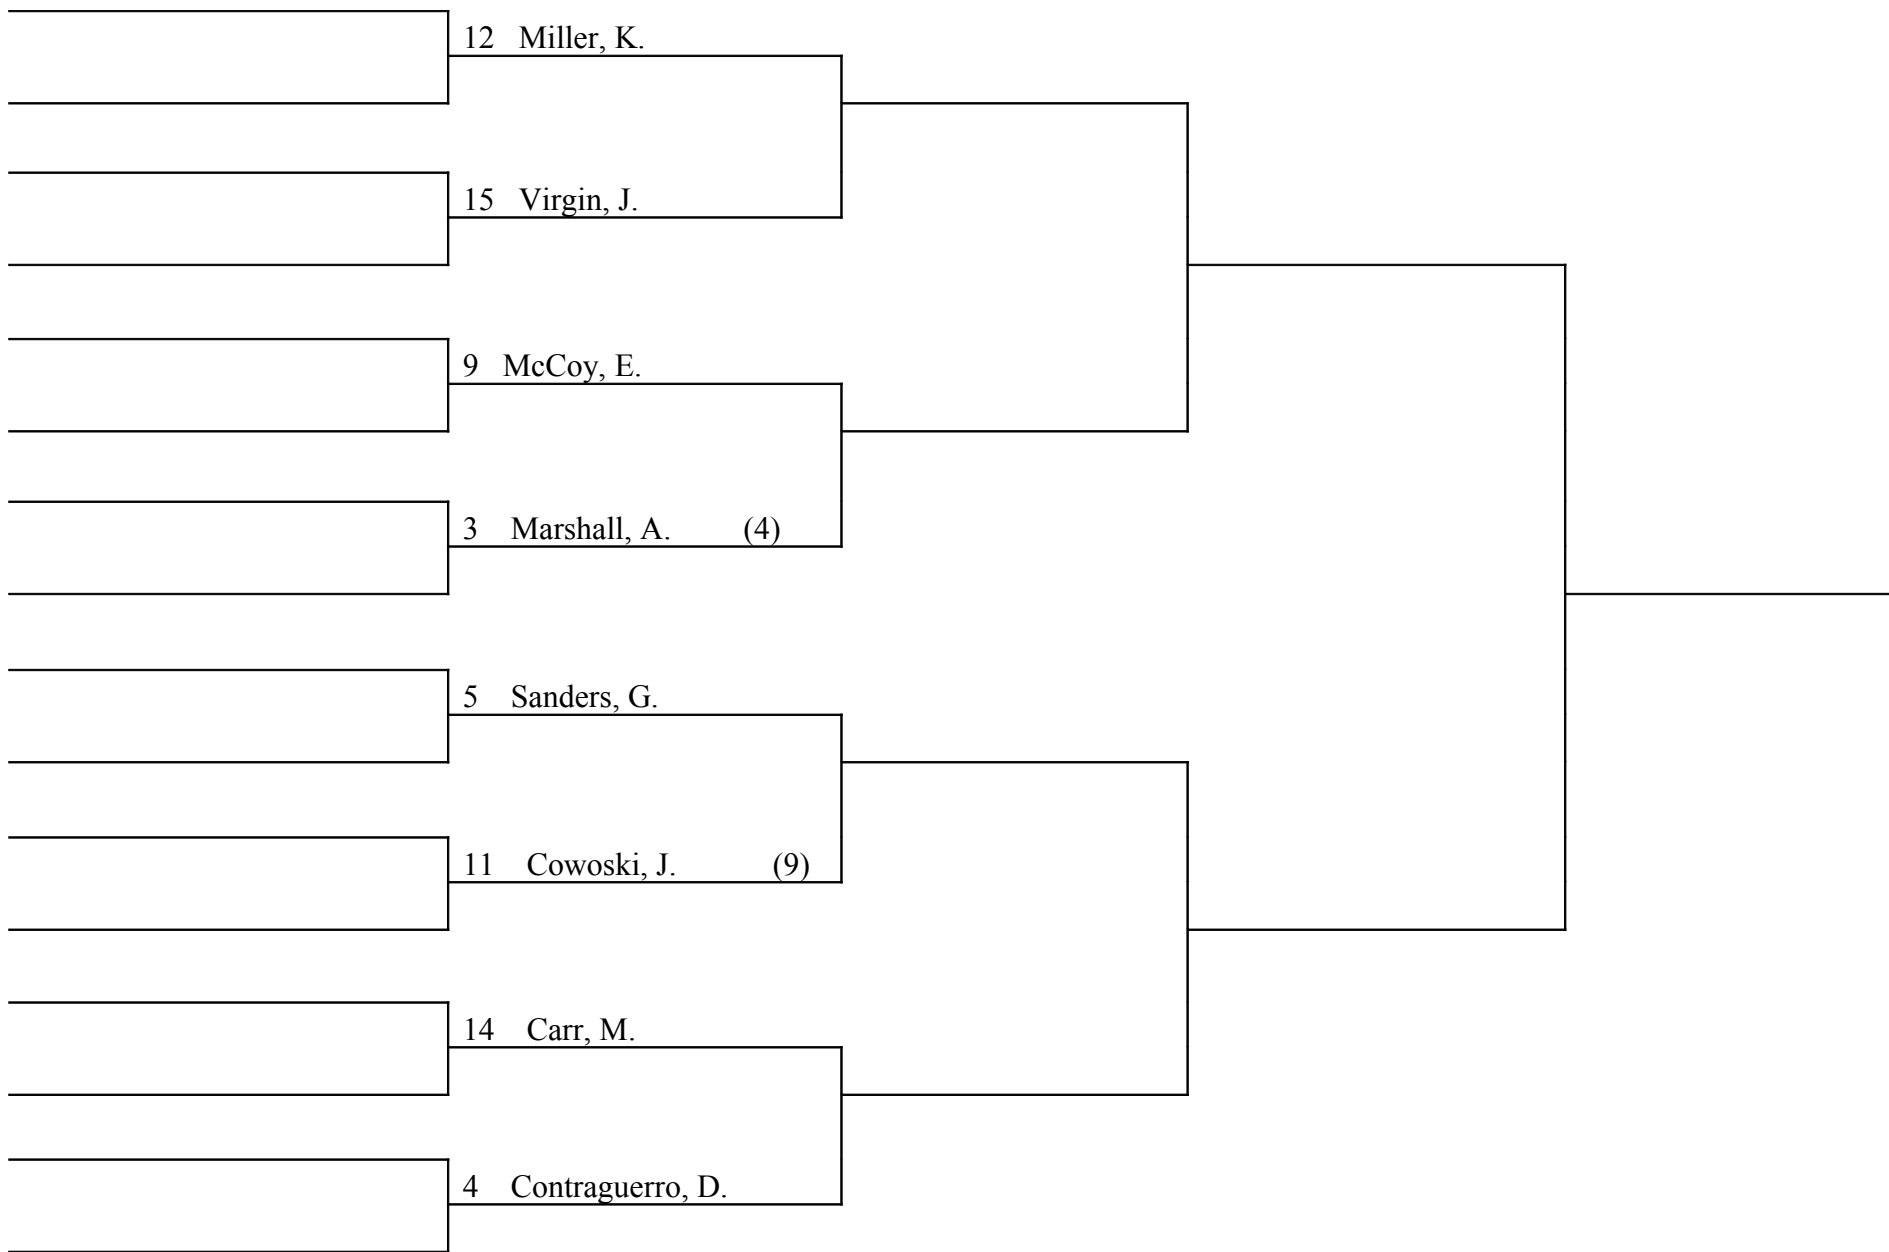 12 Miller, K.
15 Virgin, J.
9 McCoy, E.
3 Marshall, A. (4)
5 Sanders, G.
11 Cowoski, J. (9)
14 Carr, M.
4 Contraguerro, D.